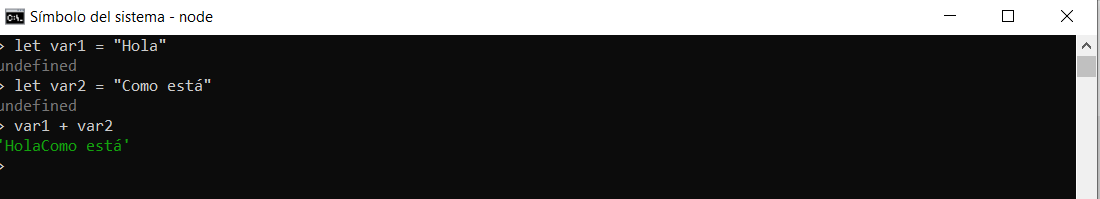 Símbolo del sistema - node
> let var1 = "Hola"
undefined
> let var2 = "Como está"
undefined
> var1 + var2
'HolaComo está'
>